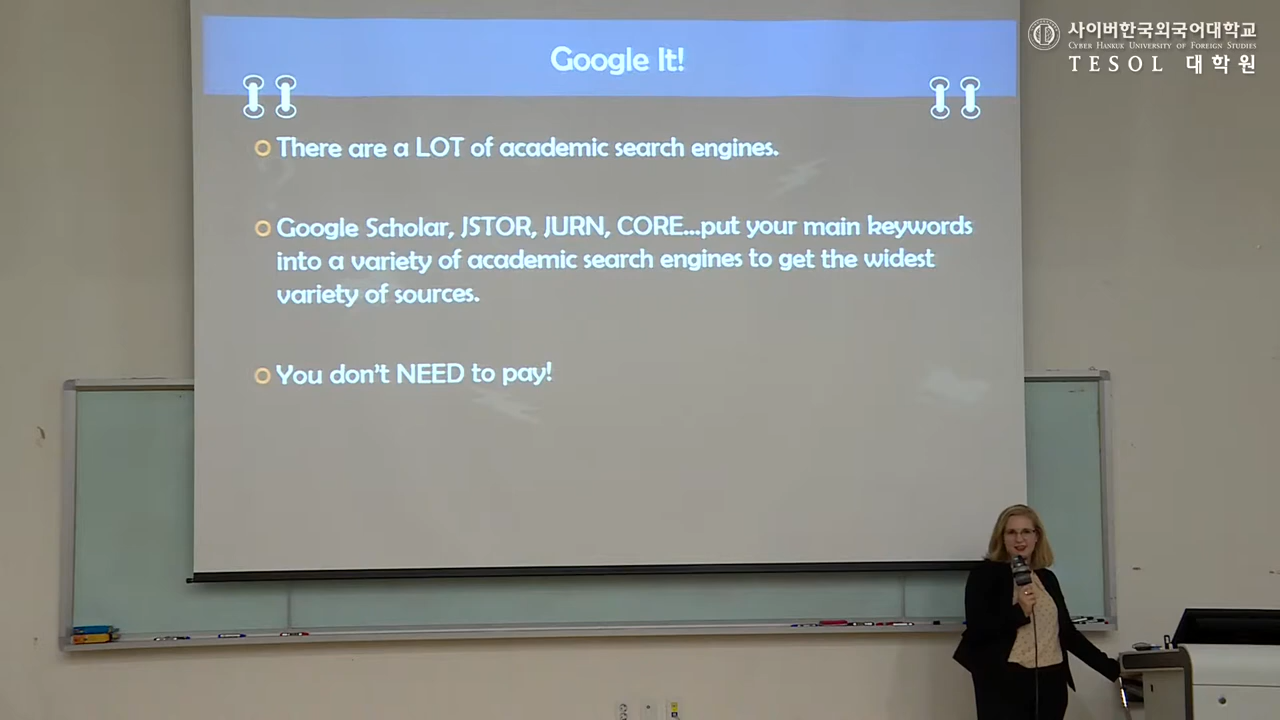 Google It!
There are a LOT of academic search engines.
Google Scholar, JSTOR, JURN, CORE...put your main keywords
into a variety of academic search engines to get the widest
variety of sources.
You don't NEED to pay!
사이버한국외국어대학교
CYBER HANKUK UNIVERSITY OF FOREIGN STUDIES
TESOL 대학원